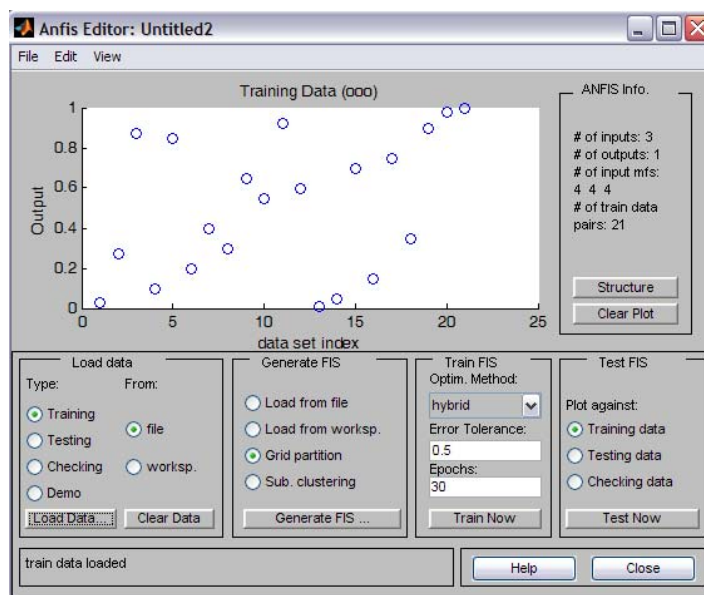 Anfis Editor: Untitled2
File Edit View
Training Data (ooo)
1
0.8
0.6
0.4
0.2
0
Output
0 5 10 15 20 25
data set index
ANFIS Info.
# of inputs: 3
# of outputs: 1
# of input mfs:
4 4 4
# of train data
pairs: 21
Structure
Clear Plot
Load data
Type: From:
Training
Testing
Checking
Demo
file
worksp.
Load Data...
Clear Data
Generate FIS
Load from file
Load from worksp.
Grid partition
Sub. clustering
Generate FIS ...
Train FIS
Optim. Method:
hybrid
Error Tolerance:
0.5
Epochs:
30
Train Now
Test FIS
Plot against:
Training data
Testing data
Checking data
Test Now
train data loaded
Help
Close